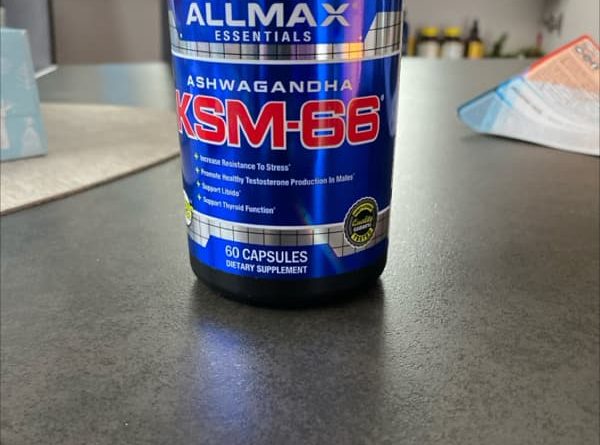 ALLMAX
ESSENTIALS
ASHWAGANDHA
KSM-66®
+ Increase Resistance To Stress*
+ Promote Healthy Testosterone Production In Males*
+ Support Libido*
+ Support Thyroid Function*
60 CAPSULES
DIETARY SUPPLEMENT